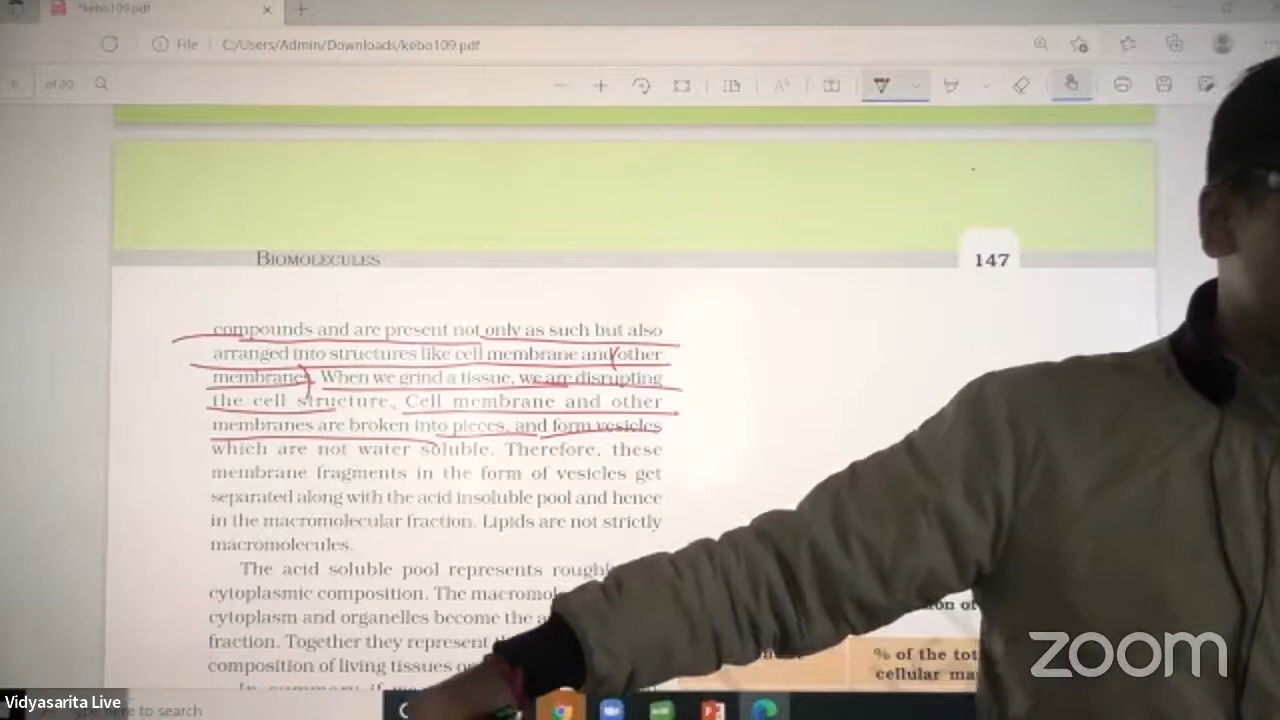 *kebo109.pdf
File C:/Users/Admin/Downloads/kebo109.pdf
of 20
BIOMOLECULES
147
compounds and are present not only as such but also
arranged into structures like cell membrane and other
membranes. When we grind a tissue, we are disrupting
the cell structure. Cell membrane and other
membranes are broken into pieces, and form vesicles
which are not water soluble. Therefore, these
membrane fragments in the form of vesicles get
separated along with the acid insoluble pool and hence
in the macromolecular fraction. Lipids are not strictly
macromolecules.
The acid soluble pool represents roughly
cytoplasmic composition. The
cytoplasm and organelles become the
fraction. Together they represent
composition of living tissues
% of the
cellular
In summary if
zoom
Vidyasarita Live
here to search